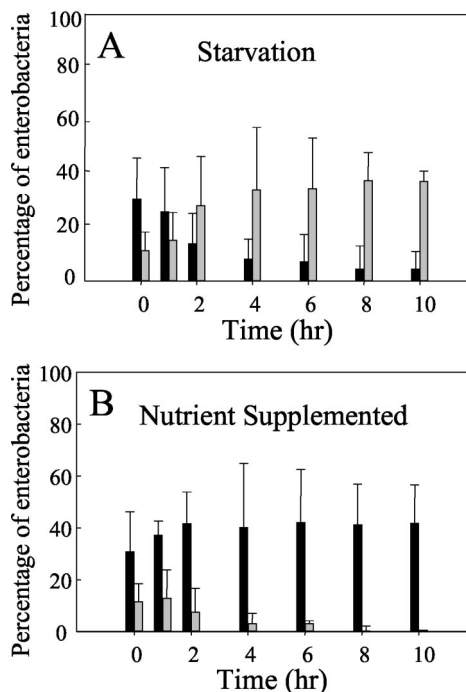 100
80
60
40
20
0
Percentage of enterobacteria
A
Starvation
0 2 4 6 8 10
Time (hr)
100
80
60
40
20
0
Percentage of enterobacteria
B
Nutrient Supplemented
0 2 4 6 8 10
Time (hr)